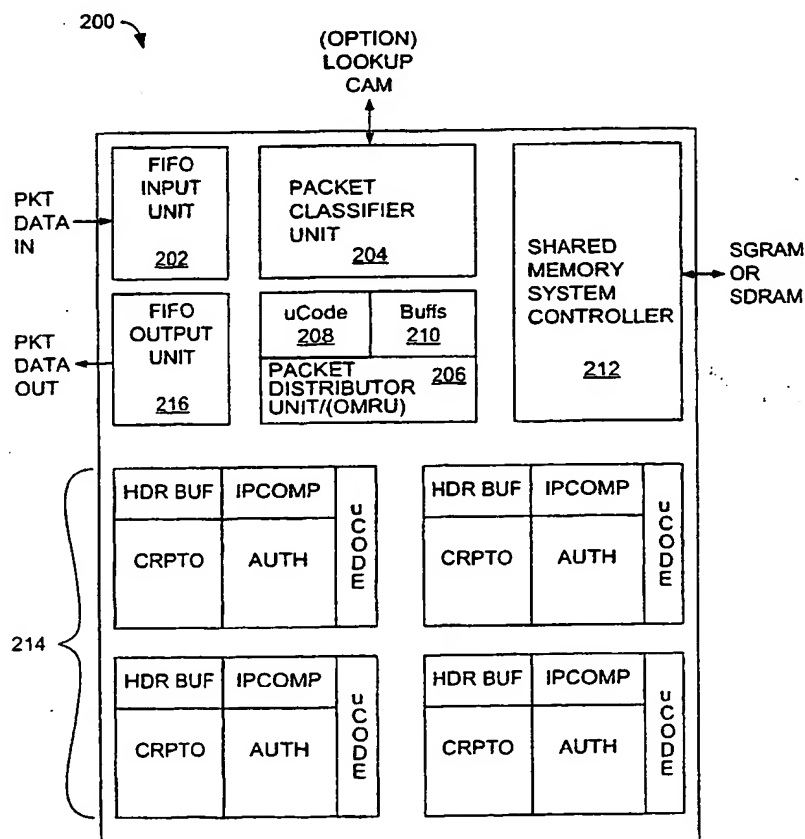 200
(OPTION)
LOOKUP
CAM
PKT
DATA
IN
FIFO
INPUT
UNIT
202
PACKET
CLASSIFIER
UNIT
204
SHARED
MEMORY
SYSTEM
CONTROLLER
212
SGRAM
OR
SDRAM
PKT
DATA
OUT
FIFO
OUTPUT
UNIT
216
uCode
208
Buffs
210
PACKET 206
DISTRIBUTOR
UNIT/(OMRU)
214
HDR BUF
IPCOMP
CRPTO
AUTH
uCODE
HDR BUF
IPCOMP
CRPTO
AUTH
uCODE
HDR BUF
IPCOMP
CRPTO
AUTH
uCODE
HDR BUF
IPCOMP
CRPTO
AUTH
uCODE